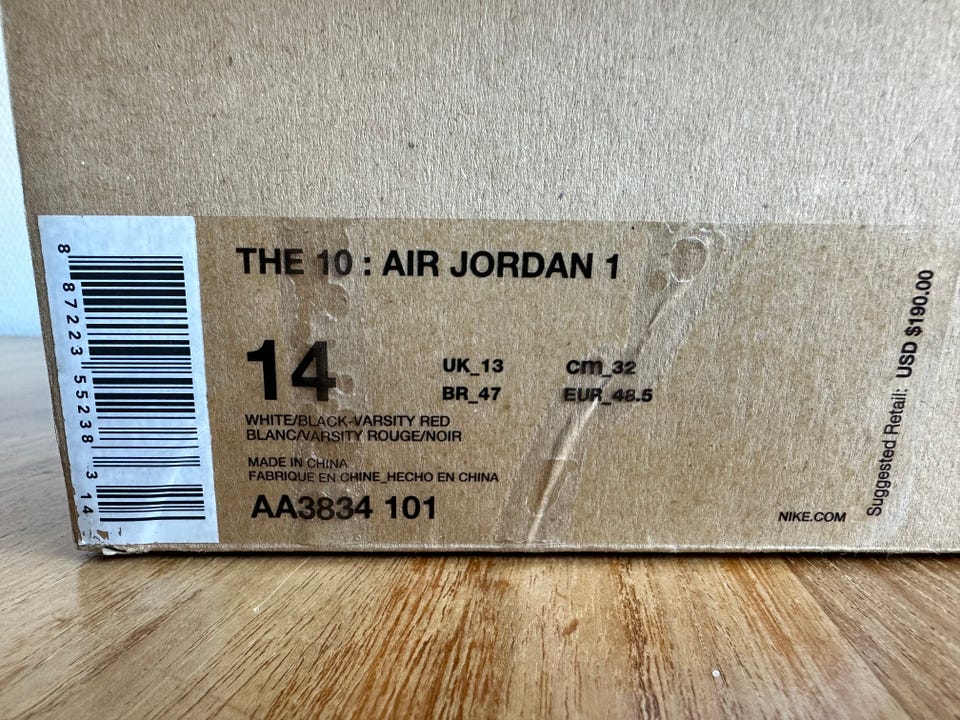 8 87223 55238 3 14
THE 10 : AIR JORDAN 1
14
UK_13 cm_32
BR_47 EUR_48.5
WHITE/BLACK-VARSITY RED
BLANC/VARSITY ROUGE/NOIR
MADE IN CHINA
FABRIQUE EN CHINE_HECHO EN CHINA
AA3834 101
NIKE.COM
Suggested Retail: USD $190.00